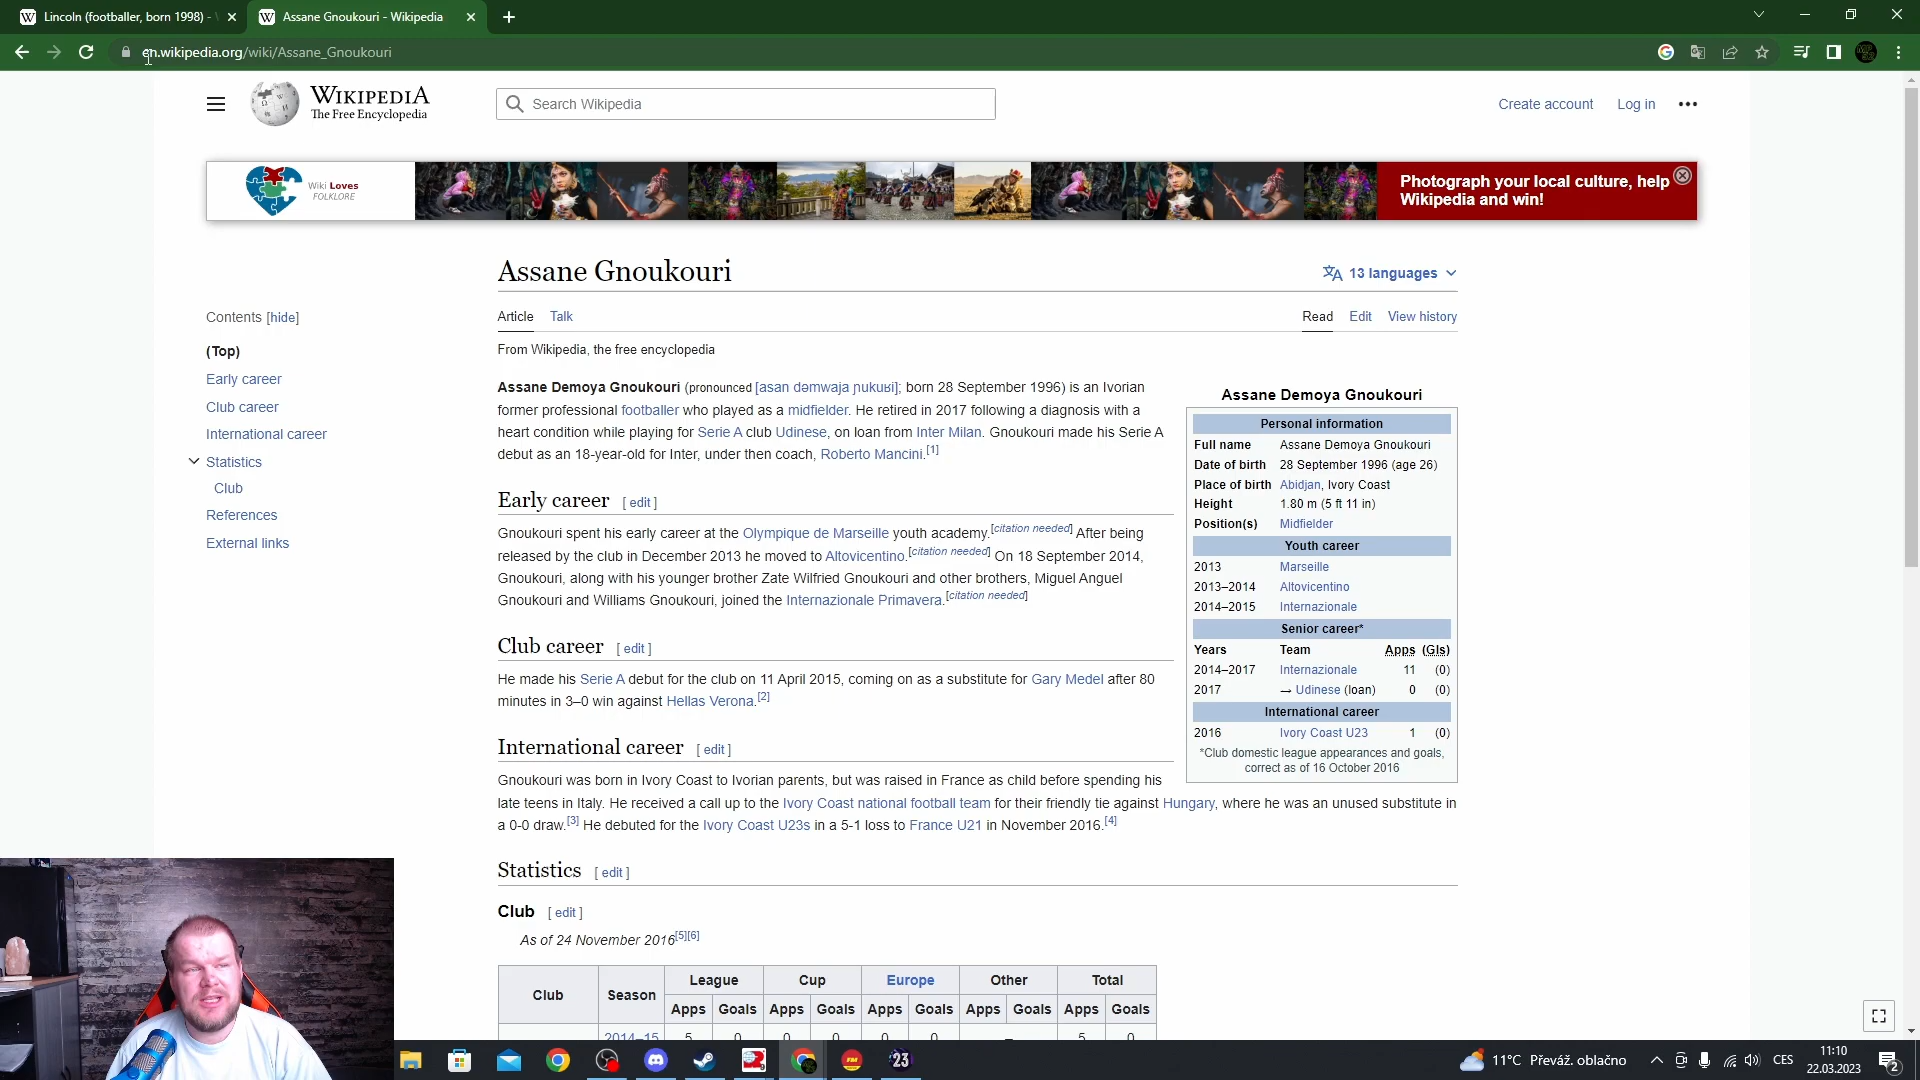 Lincoln (footballer, born 1998) -
Assane Gnoukouri - Wikipedia
en.wikipedia.org/wiki/Assane_Gnoukouri
WIKIPEDIA
The Free Encyclopedia
Search Wikipedia
Create account
Log in
Wiki Loves
FOLKLORE
Photograph your local culture, help
Wikipedia and win!
Assane Gnoukouri
13 languages
Contents [hide]
(Top)
Early career
Club career
International career
Statistics
Club
References
External links
Article Talk
Read Edit View history
From Wikipedia, the free encyclopedia
Assane Demoya Gnoukouri (pronounced [asan dəmwaja ɲukuʁi]; born 28 September 1996) is an Ivorian
former professional footballer who played as a midfielder. He retired in 2017 following a diagnosis with a
heart condition while playing for Serie A club Udinese, on loan from Inter Milan. Gnoukouri made his Serie A
debut as an 18-year-old for Inter, under then coach, Roberto Mancini.[1]
Early career [ edit ]
Gnoukouri spent his early career at the Olympique de Marseille youth academy.[citation needed] After being
released by the club in December 2013 he moved to Altovicentino.[citation needed] On 18 September 2014,
Gnoukouri, along with his younger brother Zate Wilfried Gnoukouri and other brothers, Miguel Anguel
Gnoukouri and Williams Gnoukouri, joined the Internazionale Primavera.[citation needed]
Club career [ edit ]
He made his Serie A debut for the club on 11 April 2015, coming on as a substitute for Gary Medel after 80
minutes in 3–0 win against Hellas Verona.[2]
International career [ edit ]
Gnoukouri was born in Ivory Coast to Ivorian parents, but was raised in France as child before spending his
late teens in Italy. He received a call up to the Ivory Coast national football team for their friendly tie against Hungary, where he was an unused substitute in
a 0-0 draw.[3] He debuted for the Ivory Coast U23s in a 5-1 loss to France U21 in November 2016.[4]
Assane Demoya Gnoukouri
Personal information
Full name Assane Demoya Gnoukouri
Date of birth 28 September 1996 (age 26)
Place of birth Abidjan, Ivory Coast
Height 1.80 m (5 ft 11 in)
Position(s) Midfielder
Youth career
2013 Marseille
2013–2014 Altovicentino
2014–2015 Internazionale
Senior career*
Years Team Apps (Gls)
2014–2017 Internazionale 11 (0)
2017 → Udinese (loan) 0 (0)
International career
2016 Ivory Coast U23 1 (0)
*Club domestic league appearances and goals,
correct as of 16 October 2016
Statistics [ edit ]
Club [ edit ]
As of 24 November 2016[5][6]
Club Season League Cup Europe Other Total
Apps Goals Apps Goals Apps Goals Apps Goals Apps Goals
2014–15 5 0 0 0 0 0 – 5 0
FM
23
11°C Převáž. oblačno
CES
11:10
22.03.2023
2